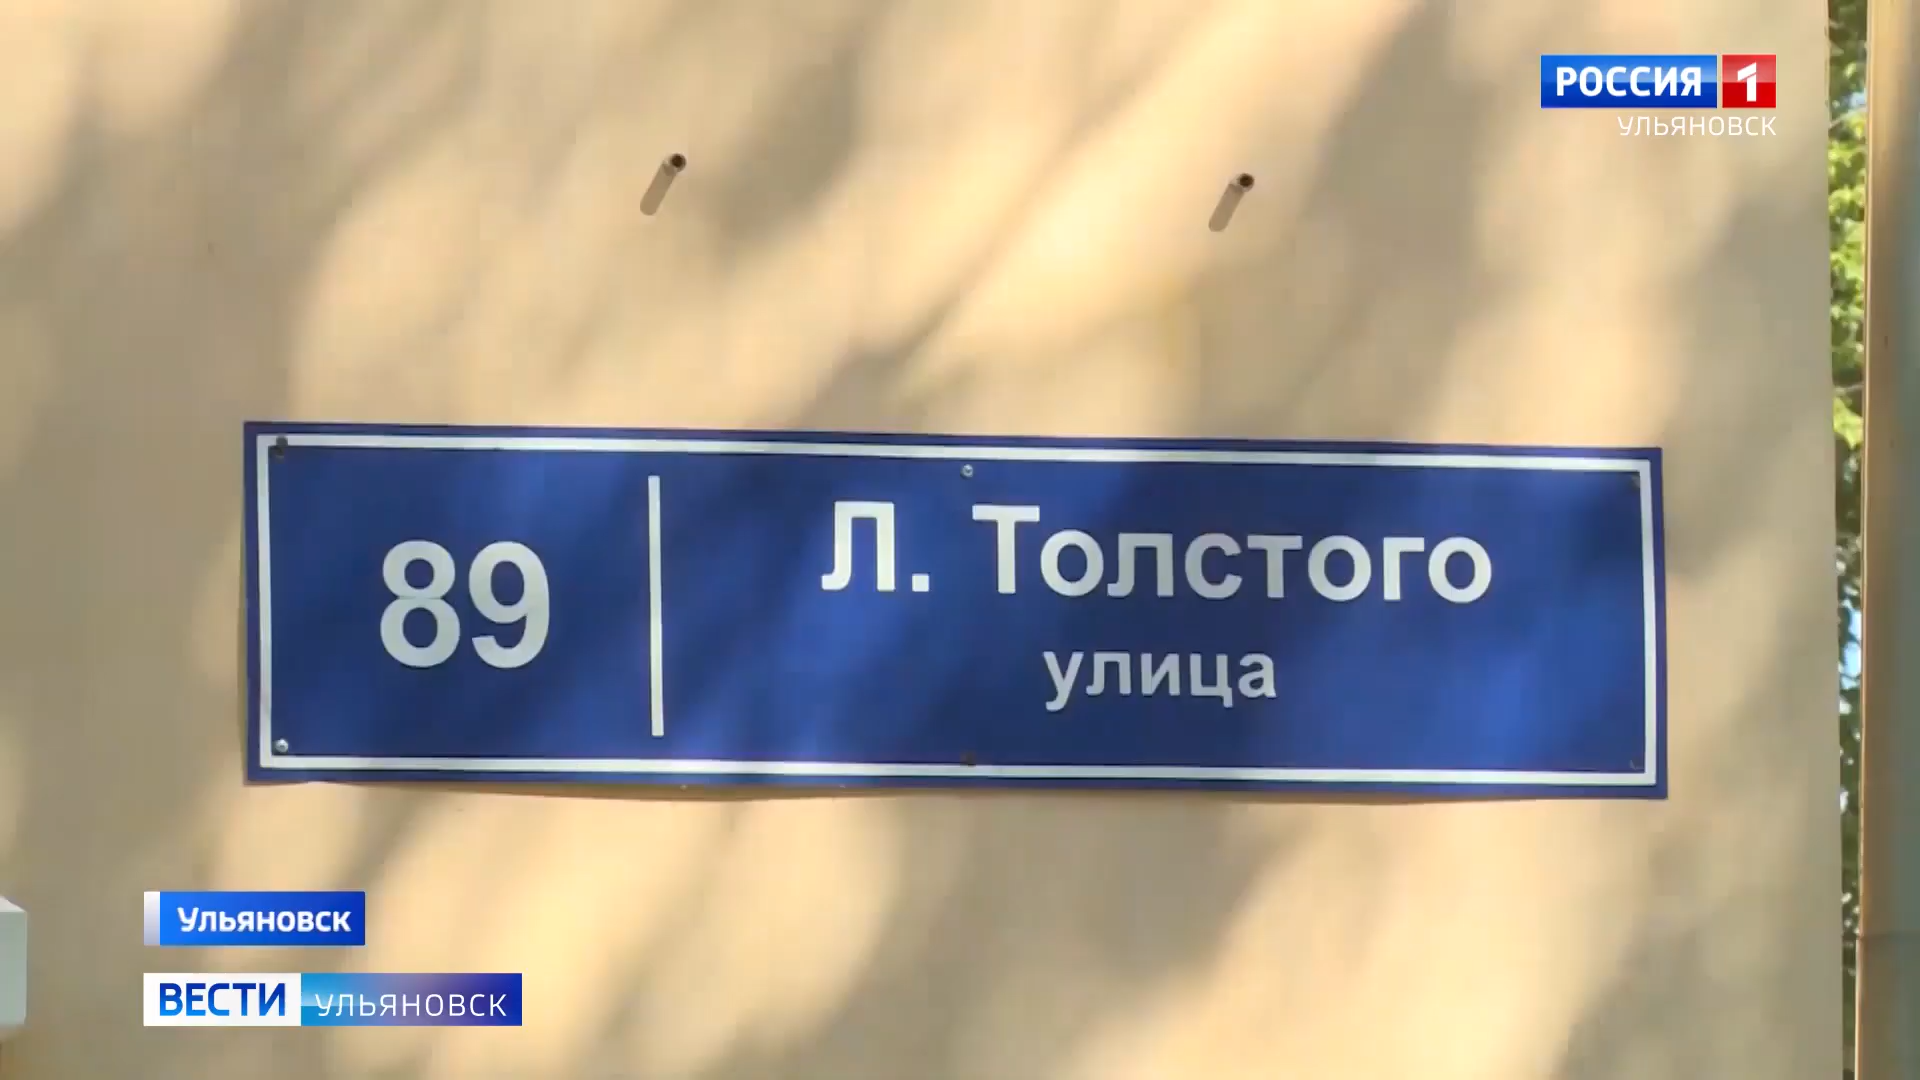 РОССИЯ 1
УЛЬЯНОВСК
89
Л. Толстого
улица
Ульяновск
ВЕСТИ УЛЬЯНОВСК